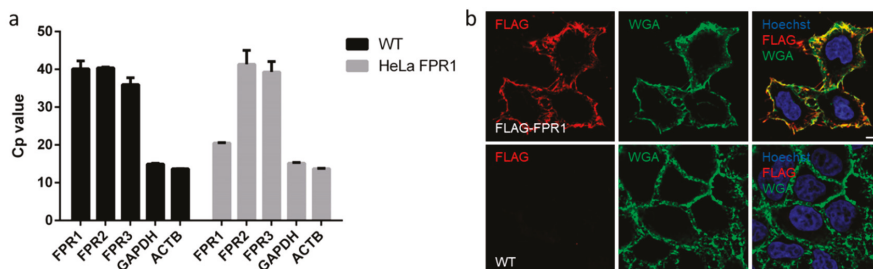 a
Cp value
50
40
30
20
10
0
FPR1
FPR2
FPR3
GAPDH
ACTB
FPR1
FPR2
FPR3
GAPDH
ACTB
WT
HeLa FPR1
b
FLAG
FLAG-FPR1
WGA
Hoechst
FLAG
WGA
FLAG
WT
WGA
Hoechst
FLAG
WGA